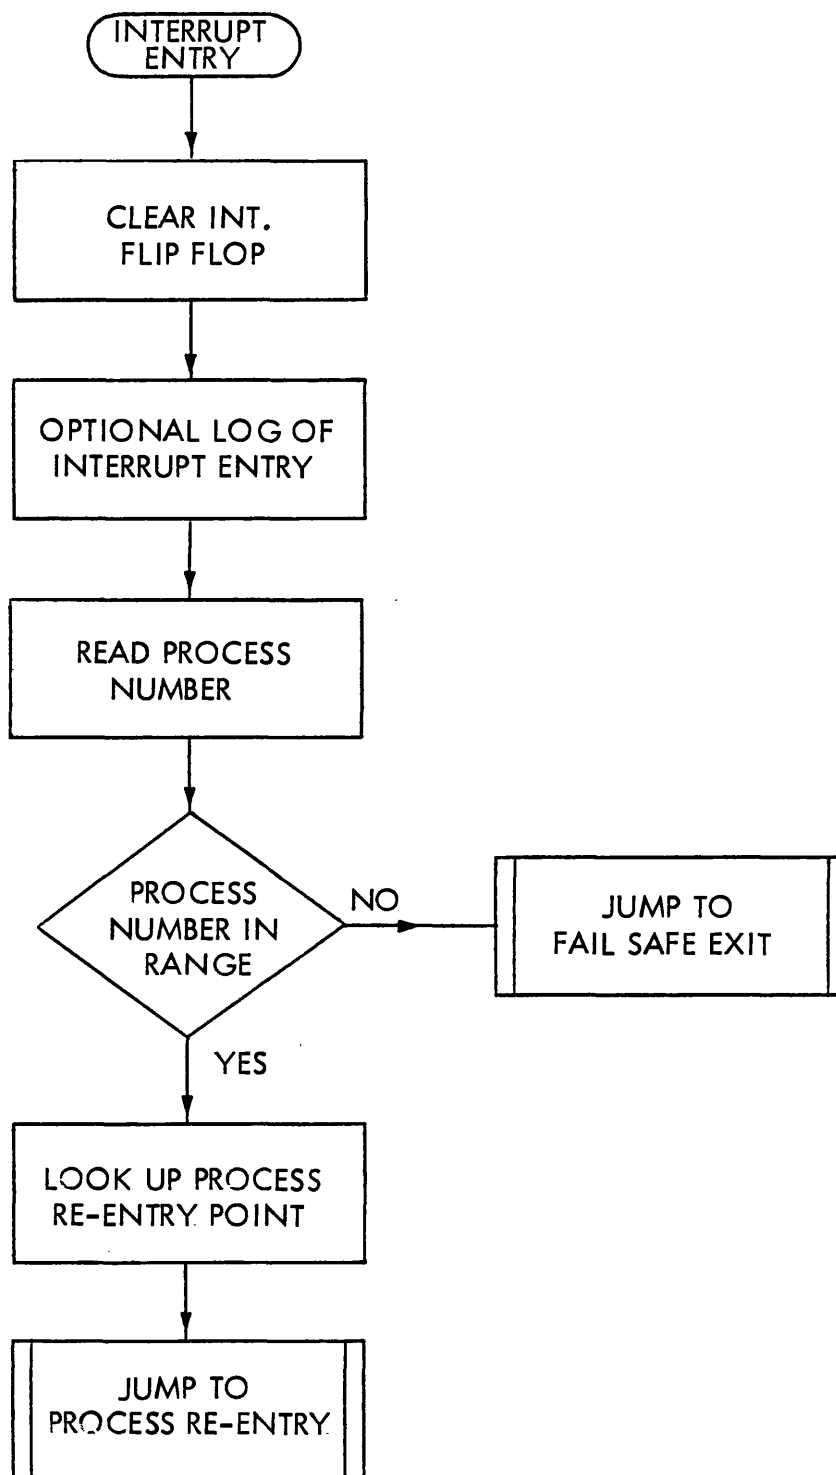 INTERRUPT
ENTRY
CLEAR INT.
FLIP FLOP
OPTIONAL LOG OF
INTERRUPT ENTRY
READ PROCESS
NUMBER
PROCESS
NUMBER IN
RANGE
NO
JUMP TO
FAIL SAFE EXIT
YES
LOOK UP PROCESS
RE-ENTRY POINT
JUMP TO
PROCESS RE-ENTRY